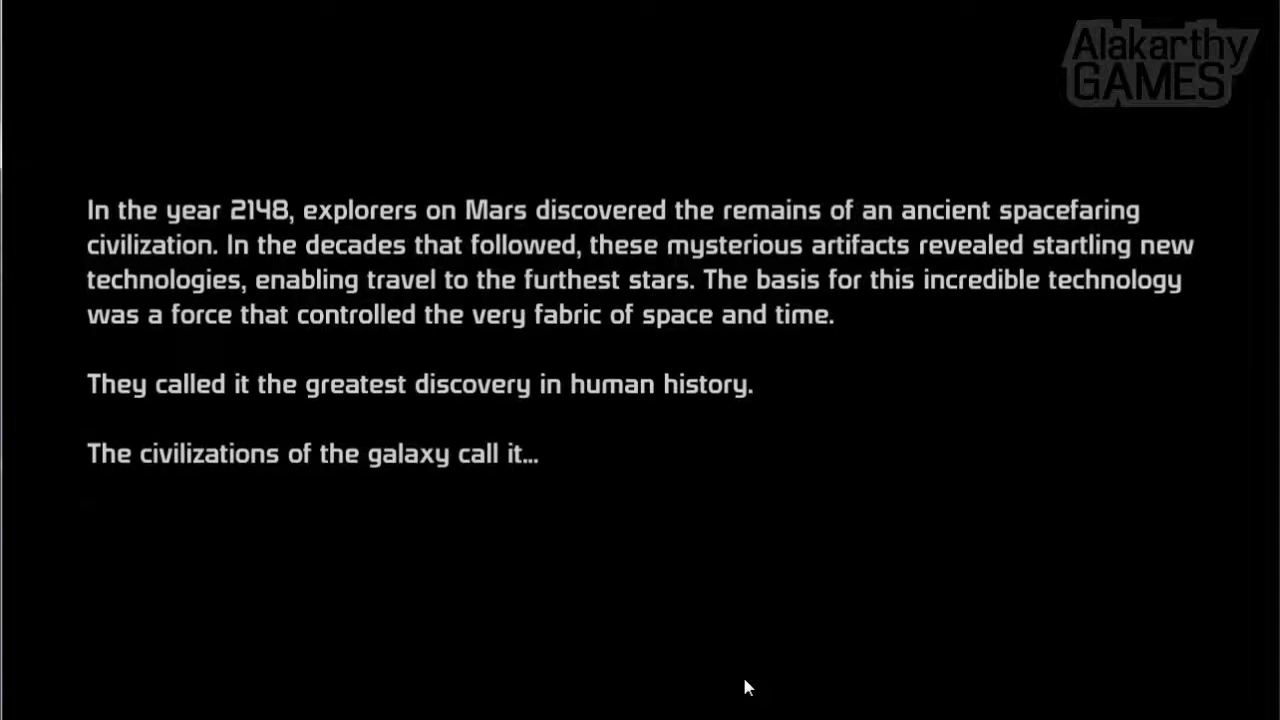 Alakarthy
GAMES
In the year 2148, explorers on Mars discovered the remains of an ancient spacefaring
civilization. In the decades that followed, these mysterious artifacts revealed startling new
technologies, enabling travel to the furthest stars. The basis for this incredible technology
was a force that controlled the very fabric of space and time.
They called it the greatest discovery in human history.
The civilizations of the galaxy call it...